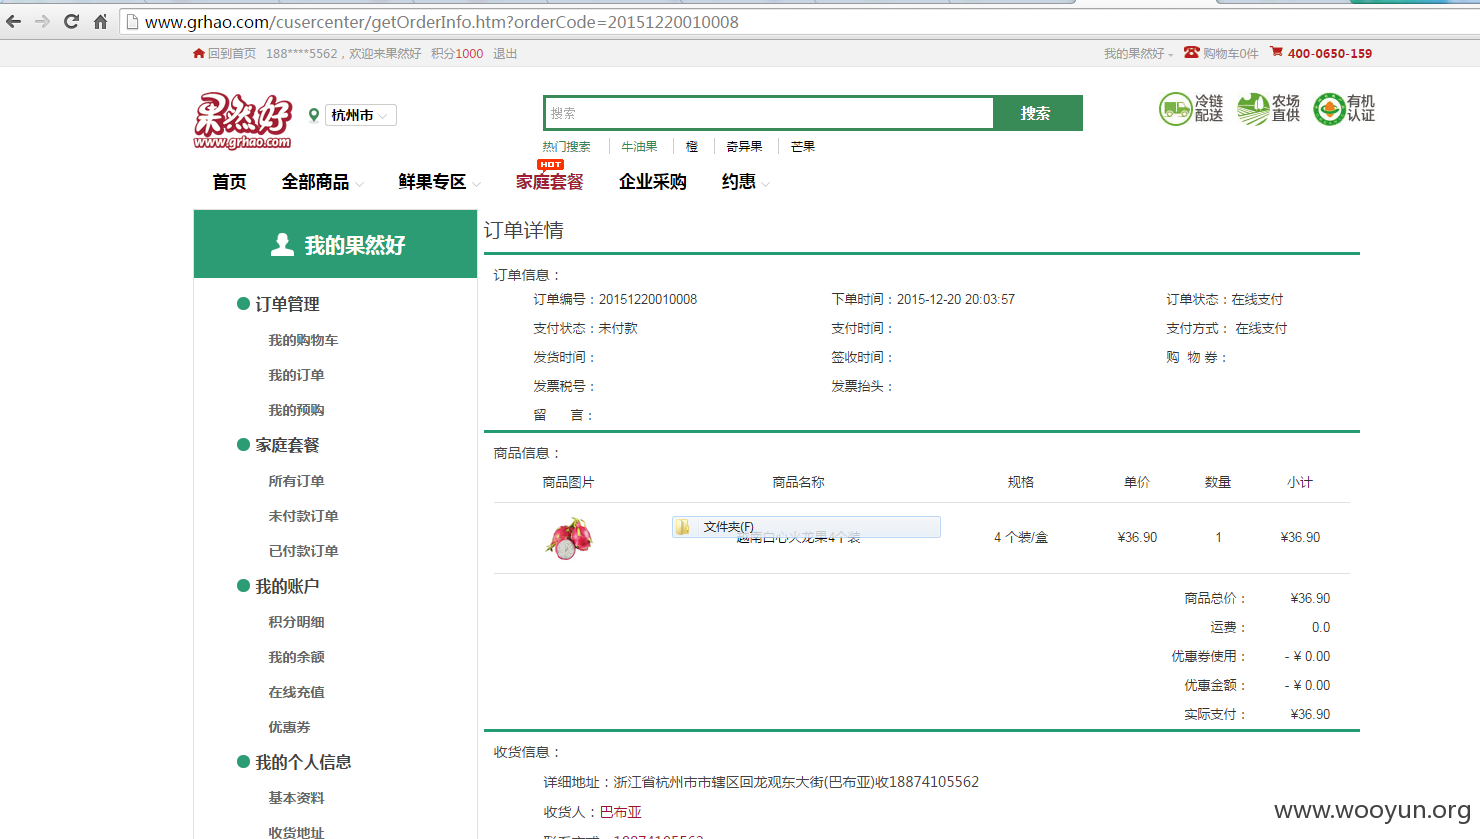 www.grhao.com/cusercenter/getOrderInfo.htm?orderCode=20151220010008
回到首页 188****5562，欢迎来果然好 积分1000 退出
我的果然好 购物车0件 400-0650-159
果然好
www.grhao.com
杭州市
搜索 搜索
冷链配送 农场直供 有机认证
热门搜索 牛油果 橙 奇异果 芒果
HOT
首页 全部商品 鲜果专区 家庭套餐 企业采购 约惠
我的果然好
订单管理
我的购物车
我的订单
我的预购
家庭套餐
所有订单
未付款订单
已付款订单
我的账户
积分明细
我的余额
在线充值
优惠券
我的个人信息
基本资料
收货地址
订单详情
订单信息：
订单编号：20151220010008 下单时间：2015-12-20 20:03:57 订单状态：在线支付
支付状态：未付款 支付时间： 支付方式： 在线支付
发货时间： 签收时间： 购 物 券：
发票税号： 发票抬头：
留 言：
商品信息：
商品图片 商品名称 规格 单价 数量 小计
文件夹(F)
越南白心火龙果4个装 4 个装/盒 ¥36.90 1 ¥36.90
商品总价： ¥36.90
运费： 0.0
优惠券使用： - ¥ 0.00
优惠金额： - ¥ 0.00
实际支付： ¥36.90
收货信息：
详细地址：浙江省杭州市市辖区回龙观东大街(巴布亚)收18874105562
收货人：巴布亚
联系方式：18874105562
www.wooyun.org